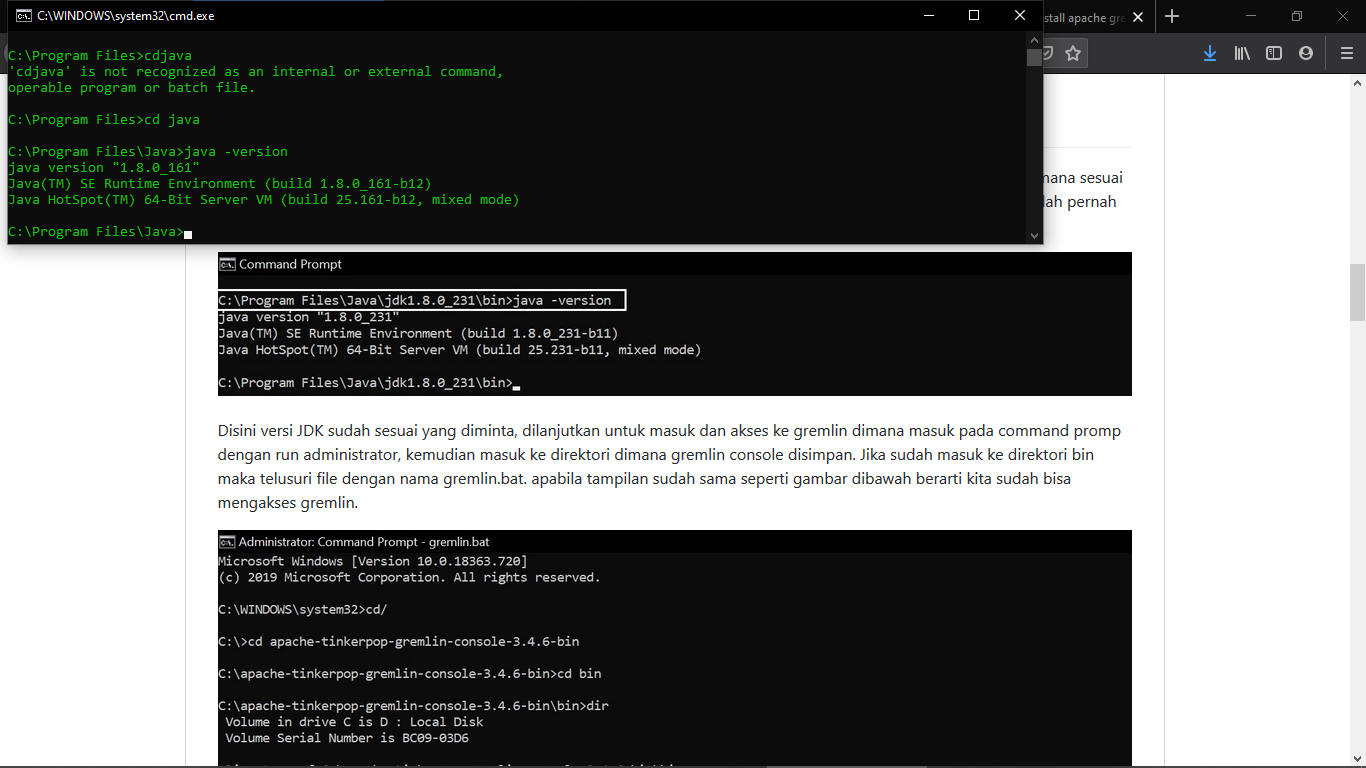 C:\WINDOWS\system32\cmd.exe
stall apache gre
C:\Program Files>cdjava
'cdjava' is not recognized as an internal or external command,
operable program or batch file.
C:\Program Files>cd java
C:\Program Files\Java>java -version
java version "1.8.0_161"
Java(TM) SE Runtime Environment (build 1.8.0_161-b12)
Java HotSpot(TM) 64-Bit Server VM (build 25.161-b12, mixed mode)
C:\Program Files\Java>
mana sesuai
lah pernah
Command Prompt
C:\Program Files\Java\jdk1.8.0_231\bin>java -version
java version "1.8.0_231"
Java(TM) SE Runtime Environment (build 1.8.0_231-b11)
Java HotSpot(TM) 64-Bit Server VM (build 25.231-b11, mixed mode)
C:\Program Files\Java\jdk1.8.0_231\bin>
Disini versi JDK sudah sesuai yang diminta, dilanjutkan untuk masuk dan akses ke gremlin dimana masuk pada command promp
dengan run administrator, kemudian masuk ke direktori dimana gremlin console disimpan. Jika sudah masuk ke direktori bin
maka telusuri file dengan nama gremlin.bat. apabila tampilan sudah sama seperti gambar dibawah berarti kita sudah bisa
mengakses gremlin.
Administrator: Command Prompt - gremlin.bat
Microsoft Windows [Version 10.0.18363.720]
(c) 2019 Microsoft Corporation. All rights reserved.
C:\WINDOWS\system32>cd/
C:\>cd apache-tinkerpop-gremlin-console-3.4.6-bin
C:\apache-tinkerpop-gremlin-console-3.4.6-bin>cd bin
C:\apache-tinkerpop-gremlin-console-3.4.6-bin\bin>dir
Volume in drive C is D : Local Disk
Volume Serial Number is BC09-03D6